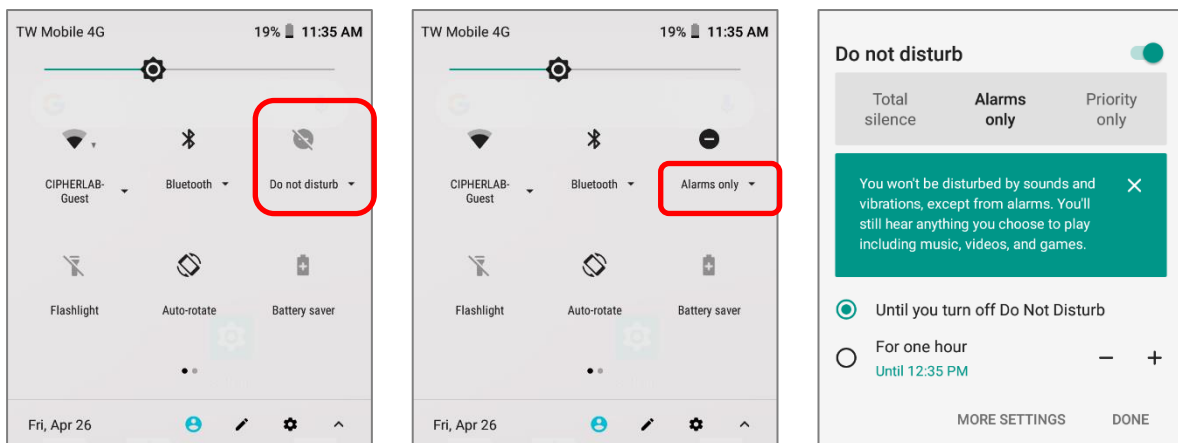 TW Mobile 4G
19% 11:35 AM
CIPHERLAB-
Guest
Bluetooth
Do not disturb
Flashlight
Auto-rotate
Battery saver
Fri, Apr 26
TW Mobile 4G
19% 11:35 AM
CIPHERLAB-
Guest
Bluetooth
Alarms only
Flashlight
Auto-rotate
Battery saver
Fri, Apr 26
Do not disturb
Total
silence
Alarms
only
Priority
only
You won't be disturbed by sounds and
vibrations, except from alarms. You'll
still hear anything you choose to play
including music, videos, and games.
Until you turn off Do Not Disturb
For one hour
Until 12:35 PM
MORE SETTINGS
DONE